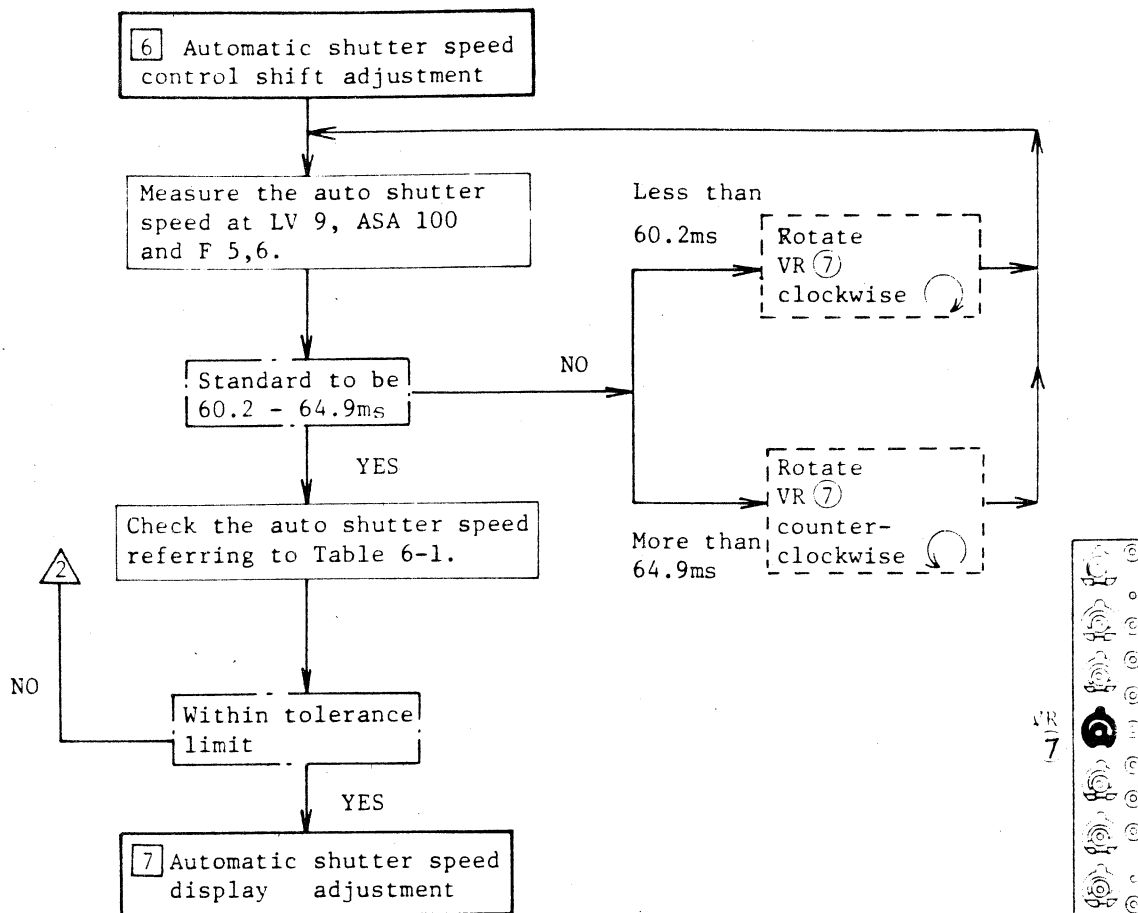 6 Automatic shutter speed
control shift adjustment
Measure the auto shutter
speed at LV 9, ASA 100
and F 5,6.
Less than
60.2ms
Rotate
VR 7
clockwise
Standard to be
60.2 - 64.9ms
NO
YES
Rotate
VR 7
counter-
clockwise
More than
64.9ms
Check the auto shutter speed
referring to Table 6-1.
2
NO
Within tolerance
limit
YES
7 Automatic shutter speed
display adjustment
VR
7